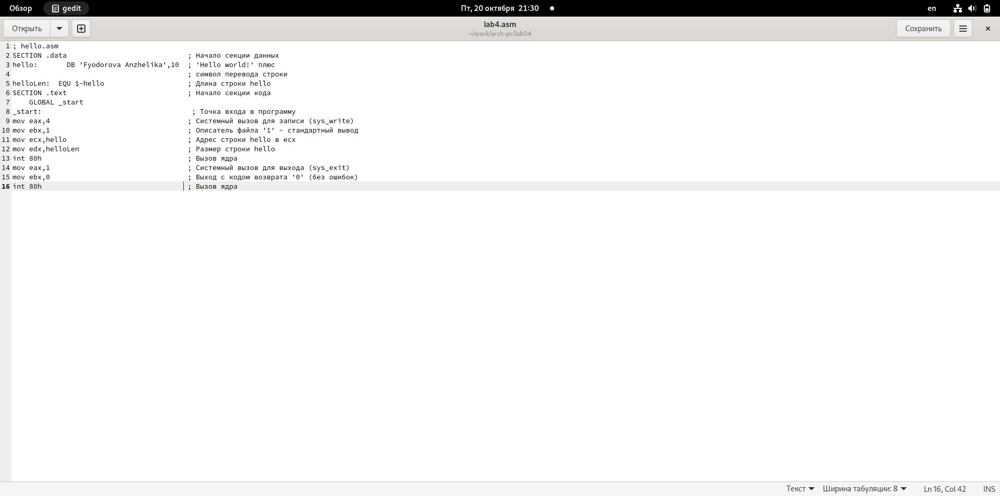 Обзор gedit Пт, 20 октября 21:30 en
Открыть lab4.asm Сохранить
~/work/arch-pc/lab04
1 ; hello.asm
2 SECTION .data ; Начало секции данных
3 hello: DB 'Fyodorova Anzhelika',10 ; 'Hello world!' плюс
4 ; символ перевода строки
5 helloLen: EQU $-hello ; Длина строки hello
6 SECTION .text ; Начало секции кода
7 GLOBAL _start
8 _start: ; Точка входа в программу
9 mov eax,4 ; Системный вызов для записи (sys_write)
10 mov ebx,1 ; Описатель файла '1' - стандартный вывод
11 mov ecx,hello ; Адрес строки hello в ecx
12 mov edx,helloLen ; Размер строки hello
13 int 80h ; Вызов ядра
14 mov eax,1 ; Системный вызов для выхода (sys_exit)
15 mov ebx,0 ; Выход с кодом возврата '0' (без ошибок)
16 int 80h ; Вызов ядра
Текст Ширина табуляции: 8 Ln 16, Col 42 INS